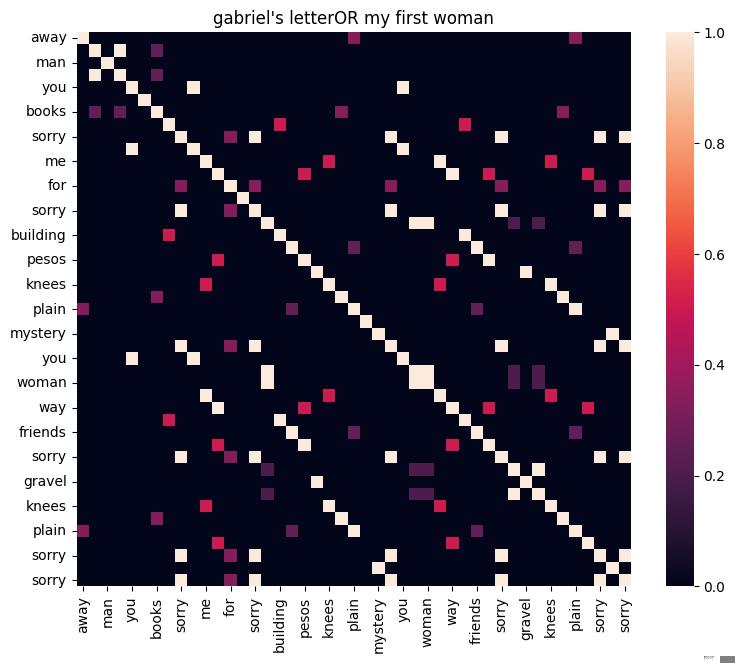 gabriel's letterOR my first woman
away
man
you
books
sorry
me
for
sorry
building
pesos
knees
plain
mystery
you
woman
way
friends
sorry
gravel
knees
plain
sorry
sorry
1.0
0.8
0.6
0.4
0.2
0.0
away
man
you
books
sorry
me
for
sorry
building
pesos
knees
plain
mystery
you
woman
way
friends
sorry
gravel
knees
plain
sorry
sorry